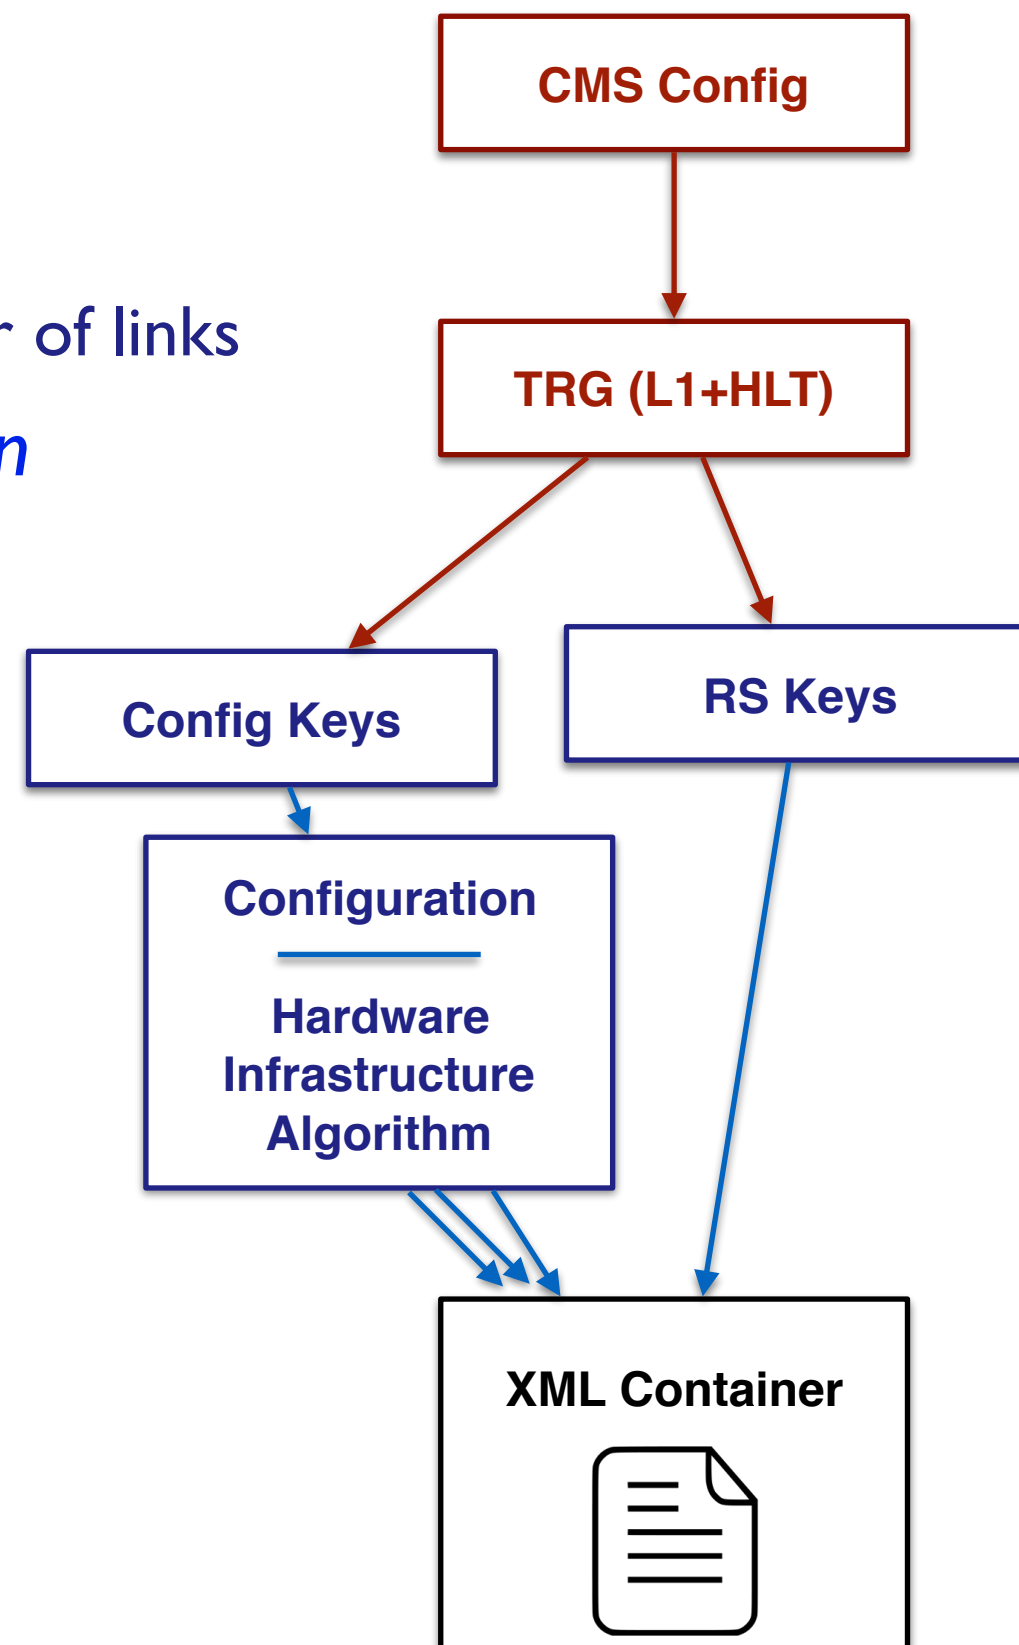 CMS Config
of links
TRG (L1+HLT)
RS Keys
Config Keys
Configuration
Hardware
Infrastructure
Algorithm
XML Container